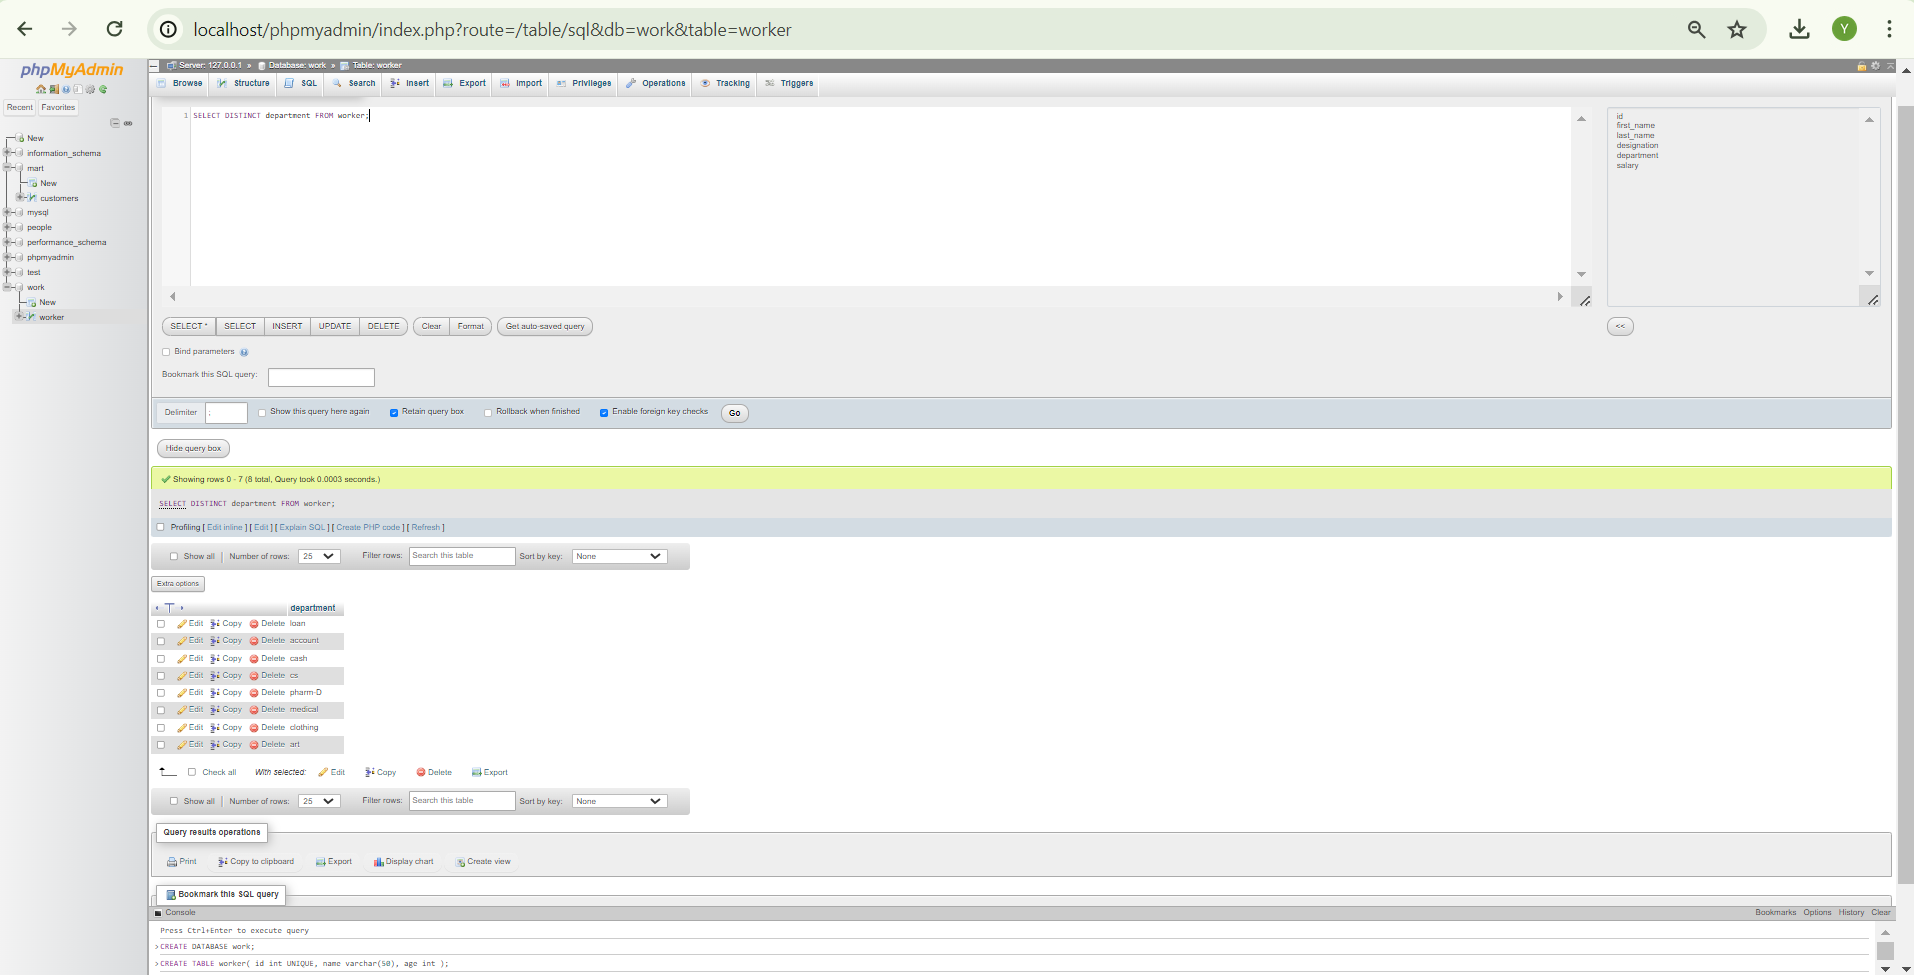 localhost/phpmyadmin/index.php?route=/table/sql&db=work&table=worker
Y
phpMyAdmin
Recent Favorites
New
information_schema
mart
New
customers
mysql
people
performance_schema
phpmyadmin
test
work
New
worker
Server: 127.0.0.1 » Database: work » Table: worker
Browse Structure SQL Search Insert Export Import Privileges Operations Tracking Triggers
1 SELECT DISTINCT department FROM worker;
id
first_name
last_name
designation
department
salary
SELECT * SELECT INSERT UPDATE DELETE Clear Format Get auto-saved query <<
Bind parameters
Bookmark this SQL query:
Delimiter ; Show this query here again Retain query box Rollback when finished Enable foreign key checks Go
Hide query box
Showing rows 0 - 7 (8 total, Query took 0.0003 seconds.)
SELECT DISTINCT department FROM worker;
Profiling [ Edit inline ] [ Edit ] [ Explain SQL ] [ Create PHP code ] [ Refresh ]
Show all | Number of rows: 25 Filter rows: Search this table Sort by key: None
Extra options
department
Edit Copy Delete loan
Edit Copy Delete account
Edit Copy Delete cash
Edit Copy Delete cs
Edit Copy Delete pharm-D
Edit Copy Delete medical
Edit Copy Delete clothing
Edit Copy Delete art
Check all With selected: Edit Copy Delete Export
Show all | Number of rows: 25 Filter rows: Search this table Sort by key: None
Query results operations
Print Copy to clipboard Export Display chart Create view
Bookmark this SQL query
Console Bookmarks Options History Clear
Press Ctrl+Enter to execute query
>CREATE DATABASE work;
>CREATE TABLE worker( id int UNIQUE, name varchar(50), age int );